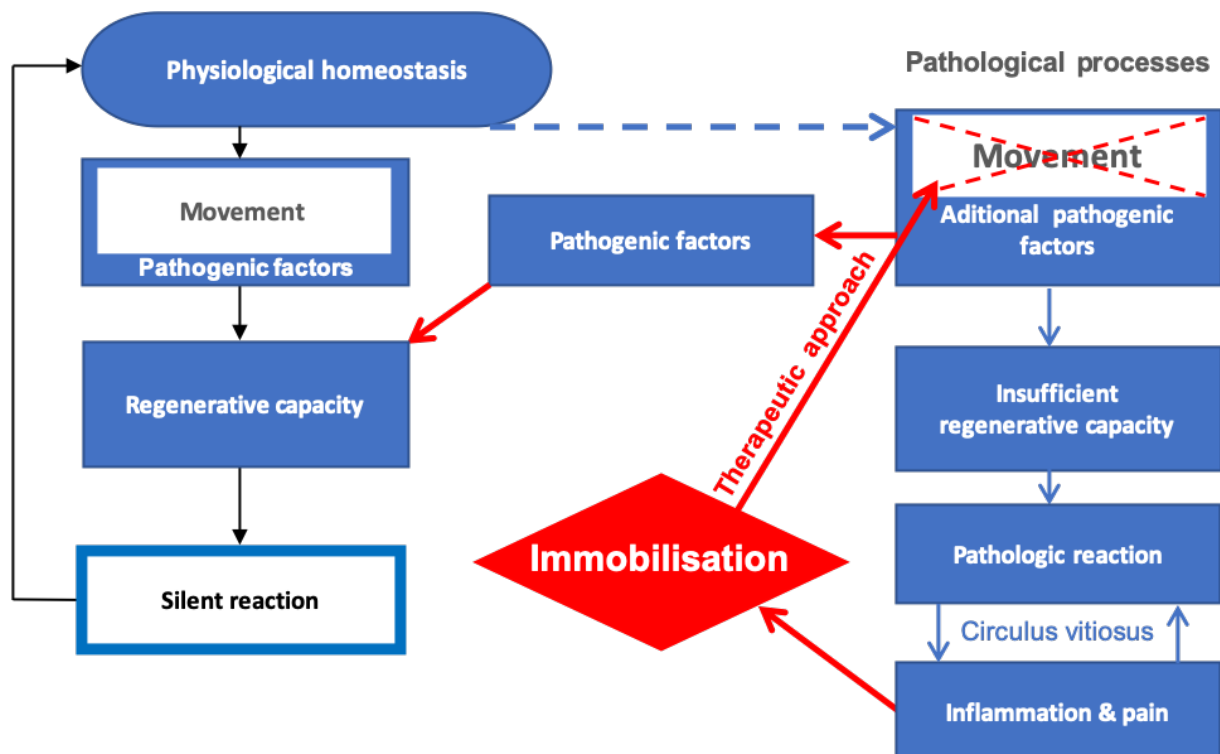 Physiological homeostasis
Pathological processes
Movement
Pathogenic factors
Pathogenic factors
Movement
Aditional pathogenic
factors
Therapeutic approach
Regenerative capacity
Insufficient
regenerative capacity
Immobilisation
Pathologic reaction
Silent reaction
Circulus vitiosus
Inflammation & pain